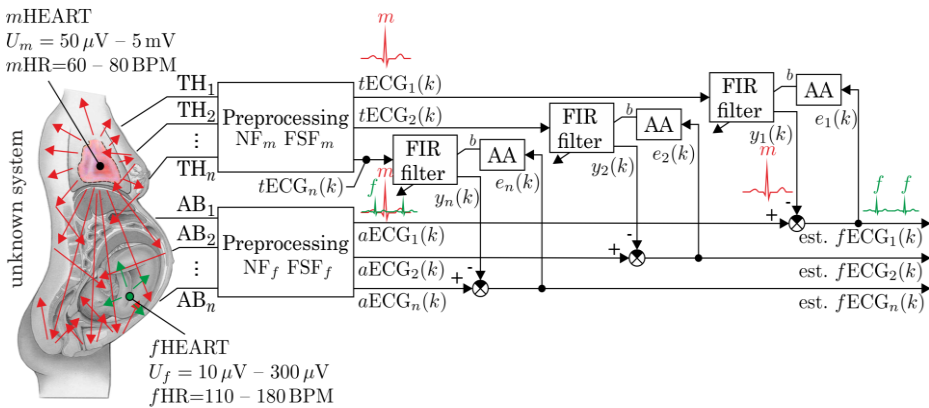 mHEART
U_m = 50 µV – 5 mV
mHR=60 – 80 BPM
unknown system
TH_1
TH_2
⋮
TH_n
Preprocessing
NF_m FSF_m
m
tECG_1(k)
tECG_2(k)
tECG_n(k)
FIR
filter
b
AA
y_1(k)
e_1(k)
FIR
filter
b
AA
y_2(k)
e_2(k)
FIR
filter
b
AA
y_n(k)
e_n(k)
AB_1
AB_2
⋮
AB_n
Preprocessing
NF_f FSF_f
f m f
aECG_1(k)
aECG_2(k)
aECG_n(k)
m
+ -
+ -
+ -
f f
est. fECG_1(k)
est. fECG_2(k)
est. fECG_n(k)
fHEART
U_f = 10 µV – 300 µV
fHR=110 – 180 BPM